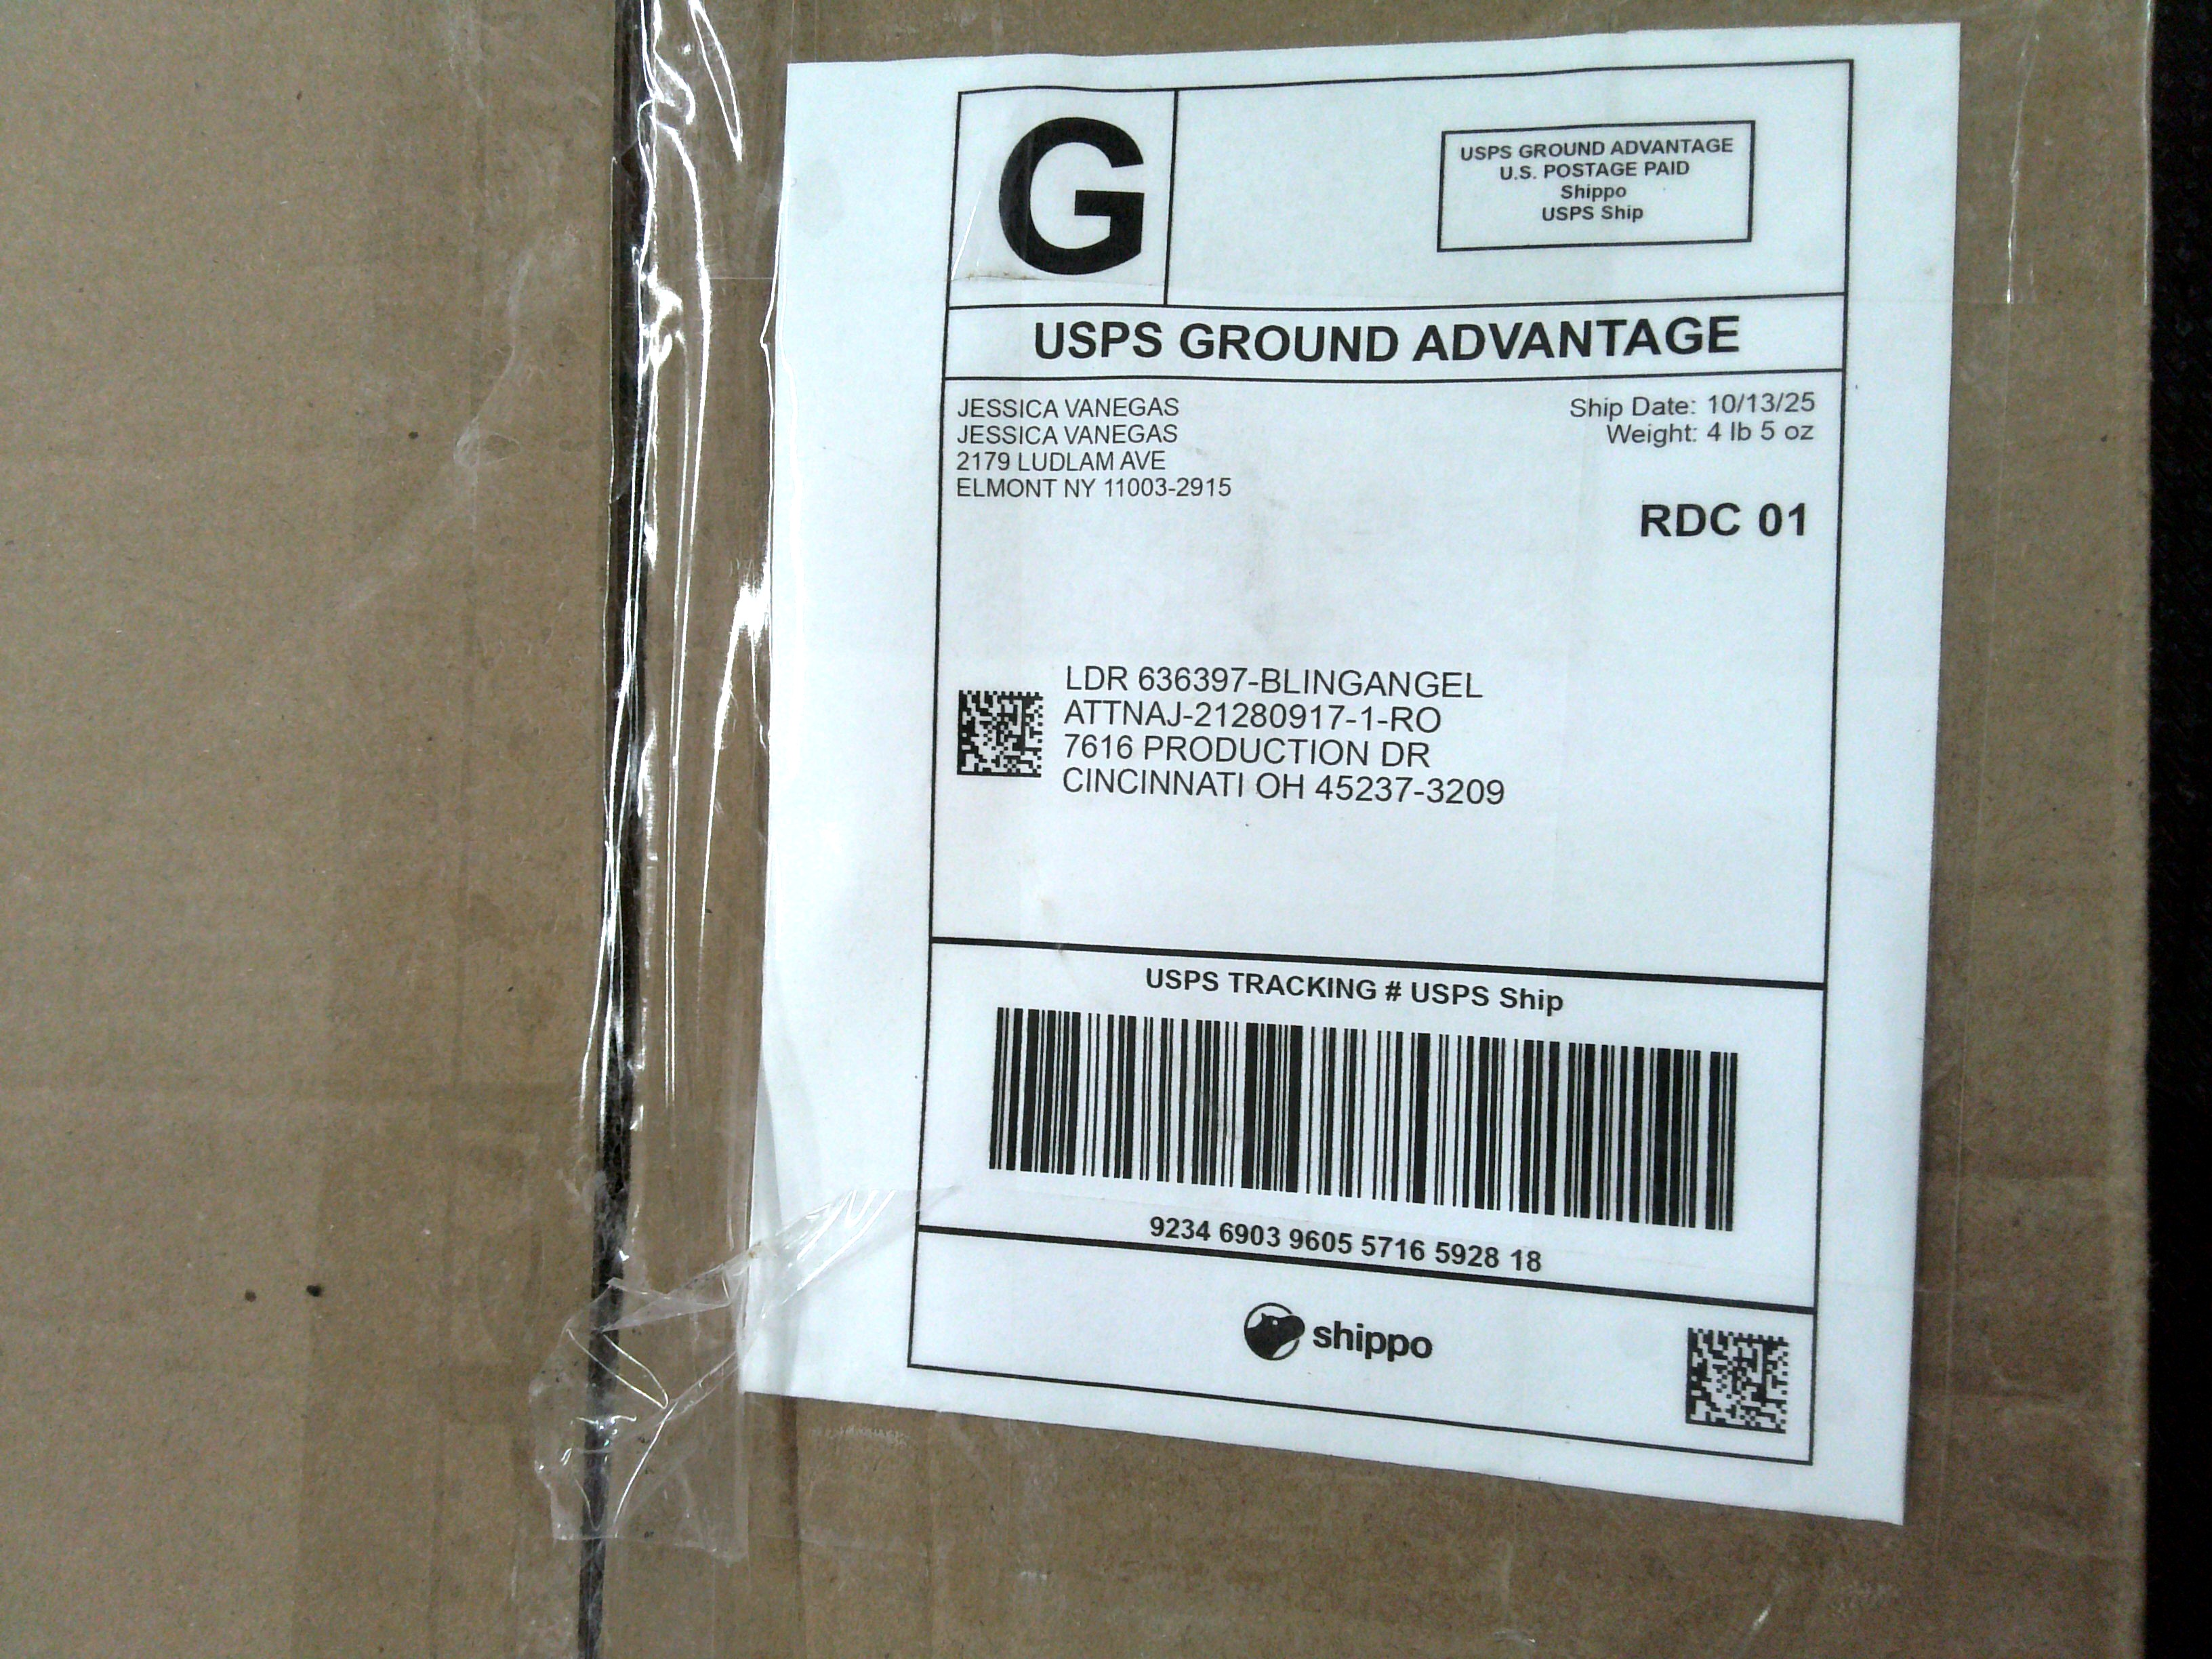 G
USPS GROUND ADVANTAGE
U.S. POSTAGE PAID
Shippo
USPS Ship
USPS GROUND ADVANTAGE
JESSICA VANEGAS
JESSICA VANEGAS
2179 LUDLAM AVE
ELMONT NY 11003-2915
Ship Date: 10/13/25
Weight: 4 lb 5 oz
RDC 01
LDR 636397-BLINGANGEL
ATTNAJ-21280917-1-RO
7616 PRODUCTION DR
CINCINNATI OH 45237-3209
USPS TRACKING # USPS Ship
9234 6903 9605 5716 5928 18
shippo